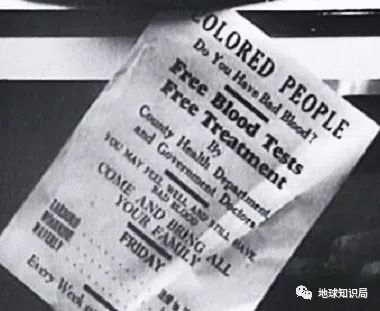 COLORED PEOPLE
Do You Have Bad Blood?
Free Blood Tests
Free Treatment
By
County Health Department
and Government Doctors
YOU MAY FEEL WELL AND STILL HAVE
BAD BLOOD
COME AND BRING ALL
YOUR FAMILY
FRIDAY
ZARBORO
WAVERLY
Every Week
地球知识局